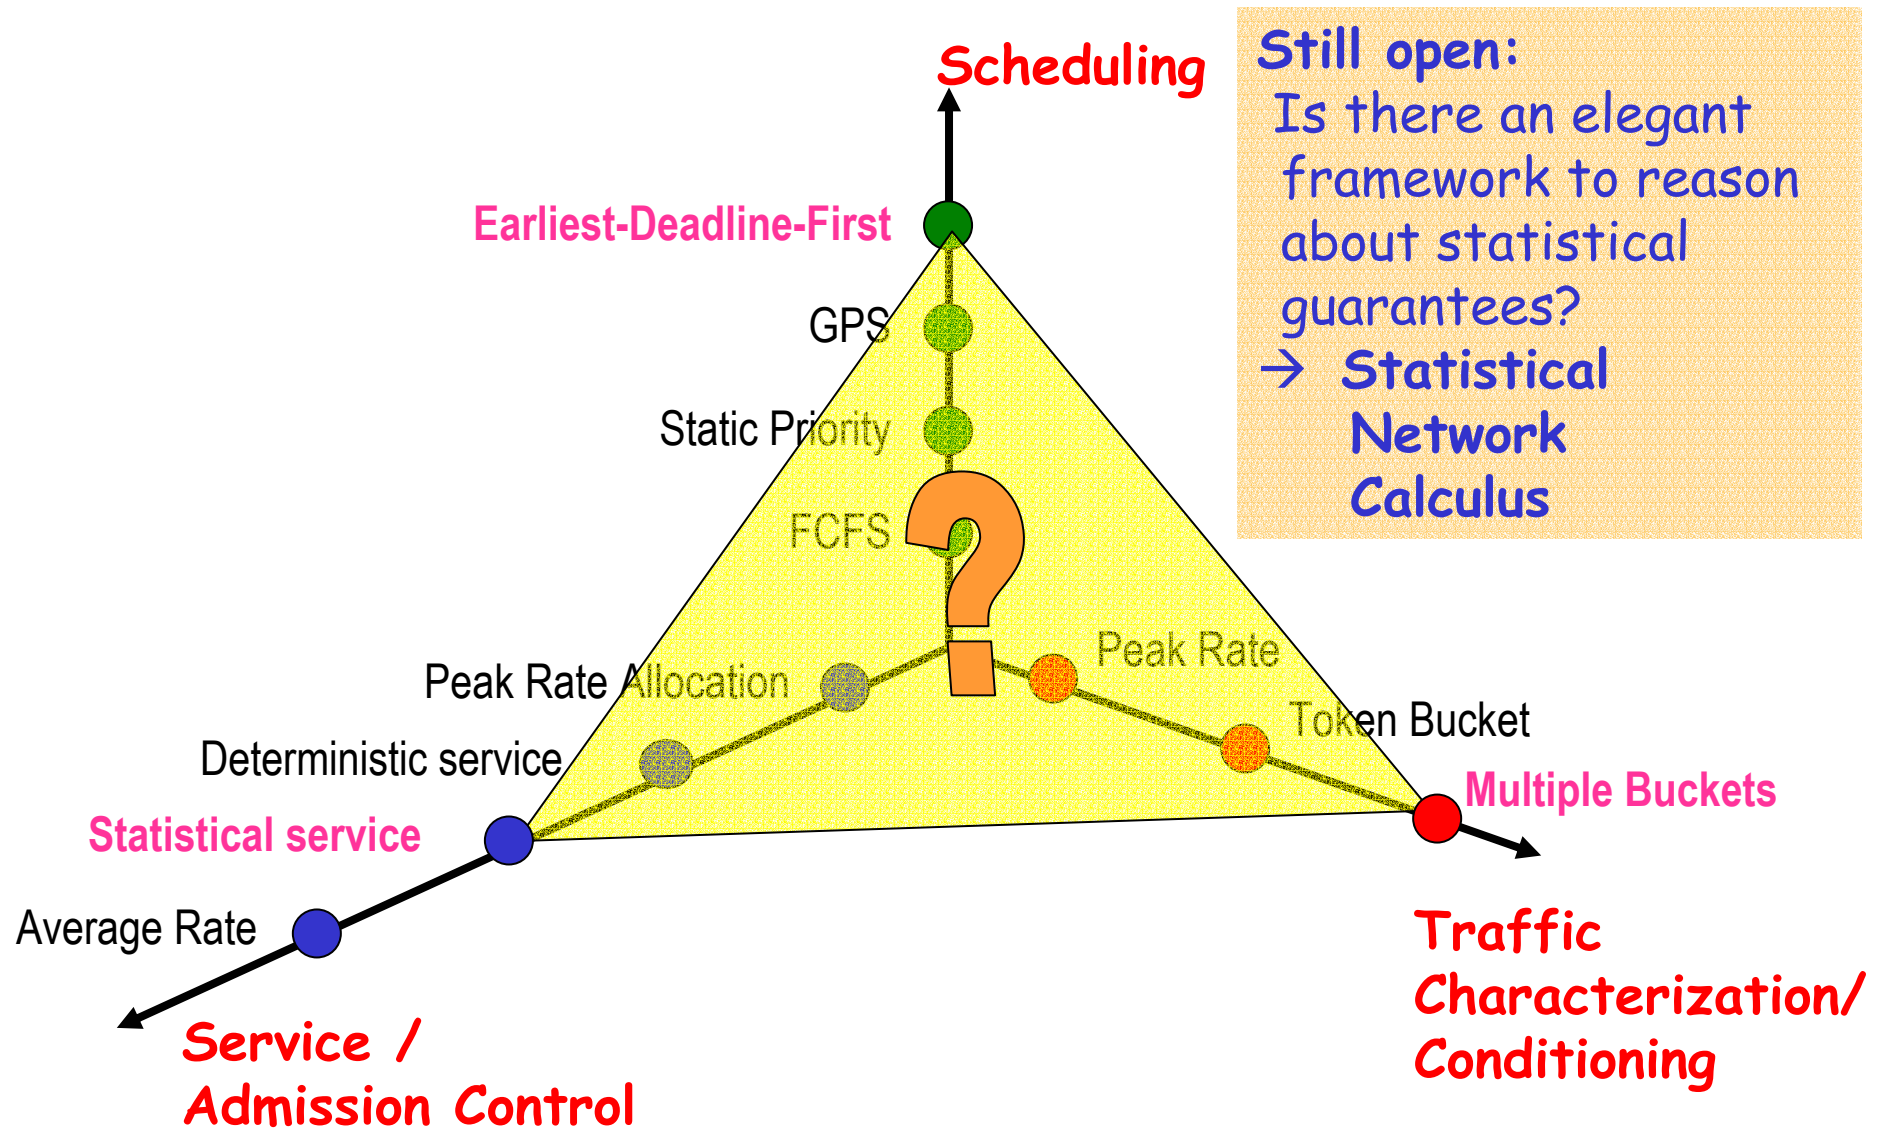 Scheduling
Still open:
Is there an elegant
framework to reason
about statistical
guarantees?
→ Statistical
Network
Calculus
Earliest-Deadline-First
GPS
Static Priority
FCFS
?
Peak Rate Allocation
Peak Rate
Deterministic service
Token Bucket
Statistical service
Multiple Buckets
Average Rate
Traffic
Characterization/
Conditioning
Service /
Admission Control